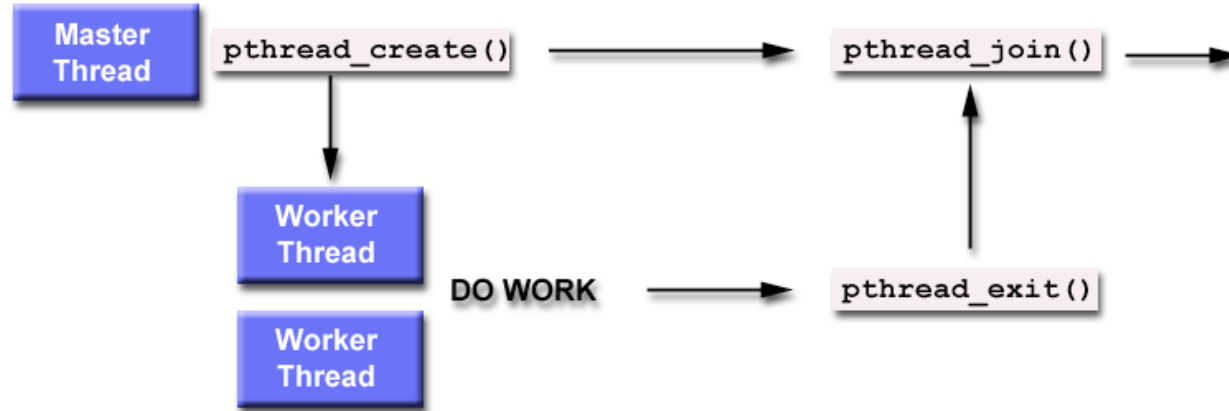 Master
Thread
pthread_create()
pthread_join()
Worker
Thread
DO WORK
pthread_exit()
Worker
Thread